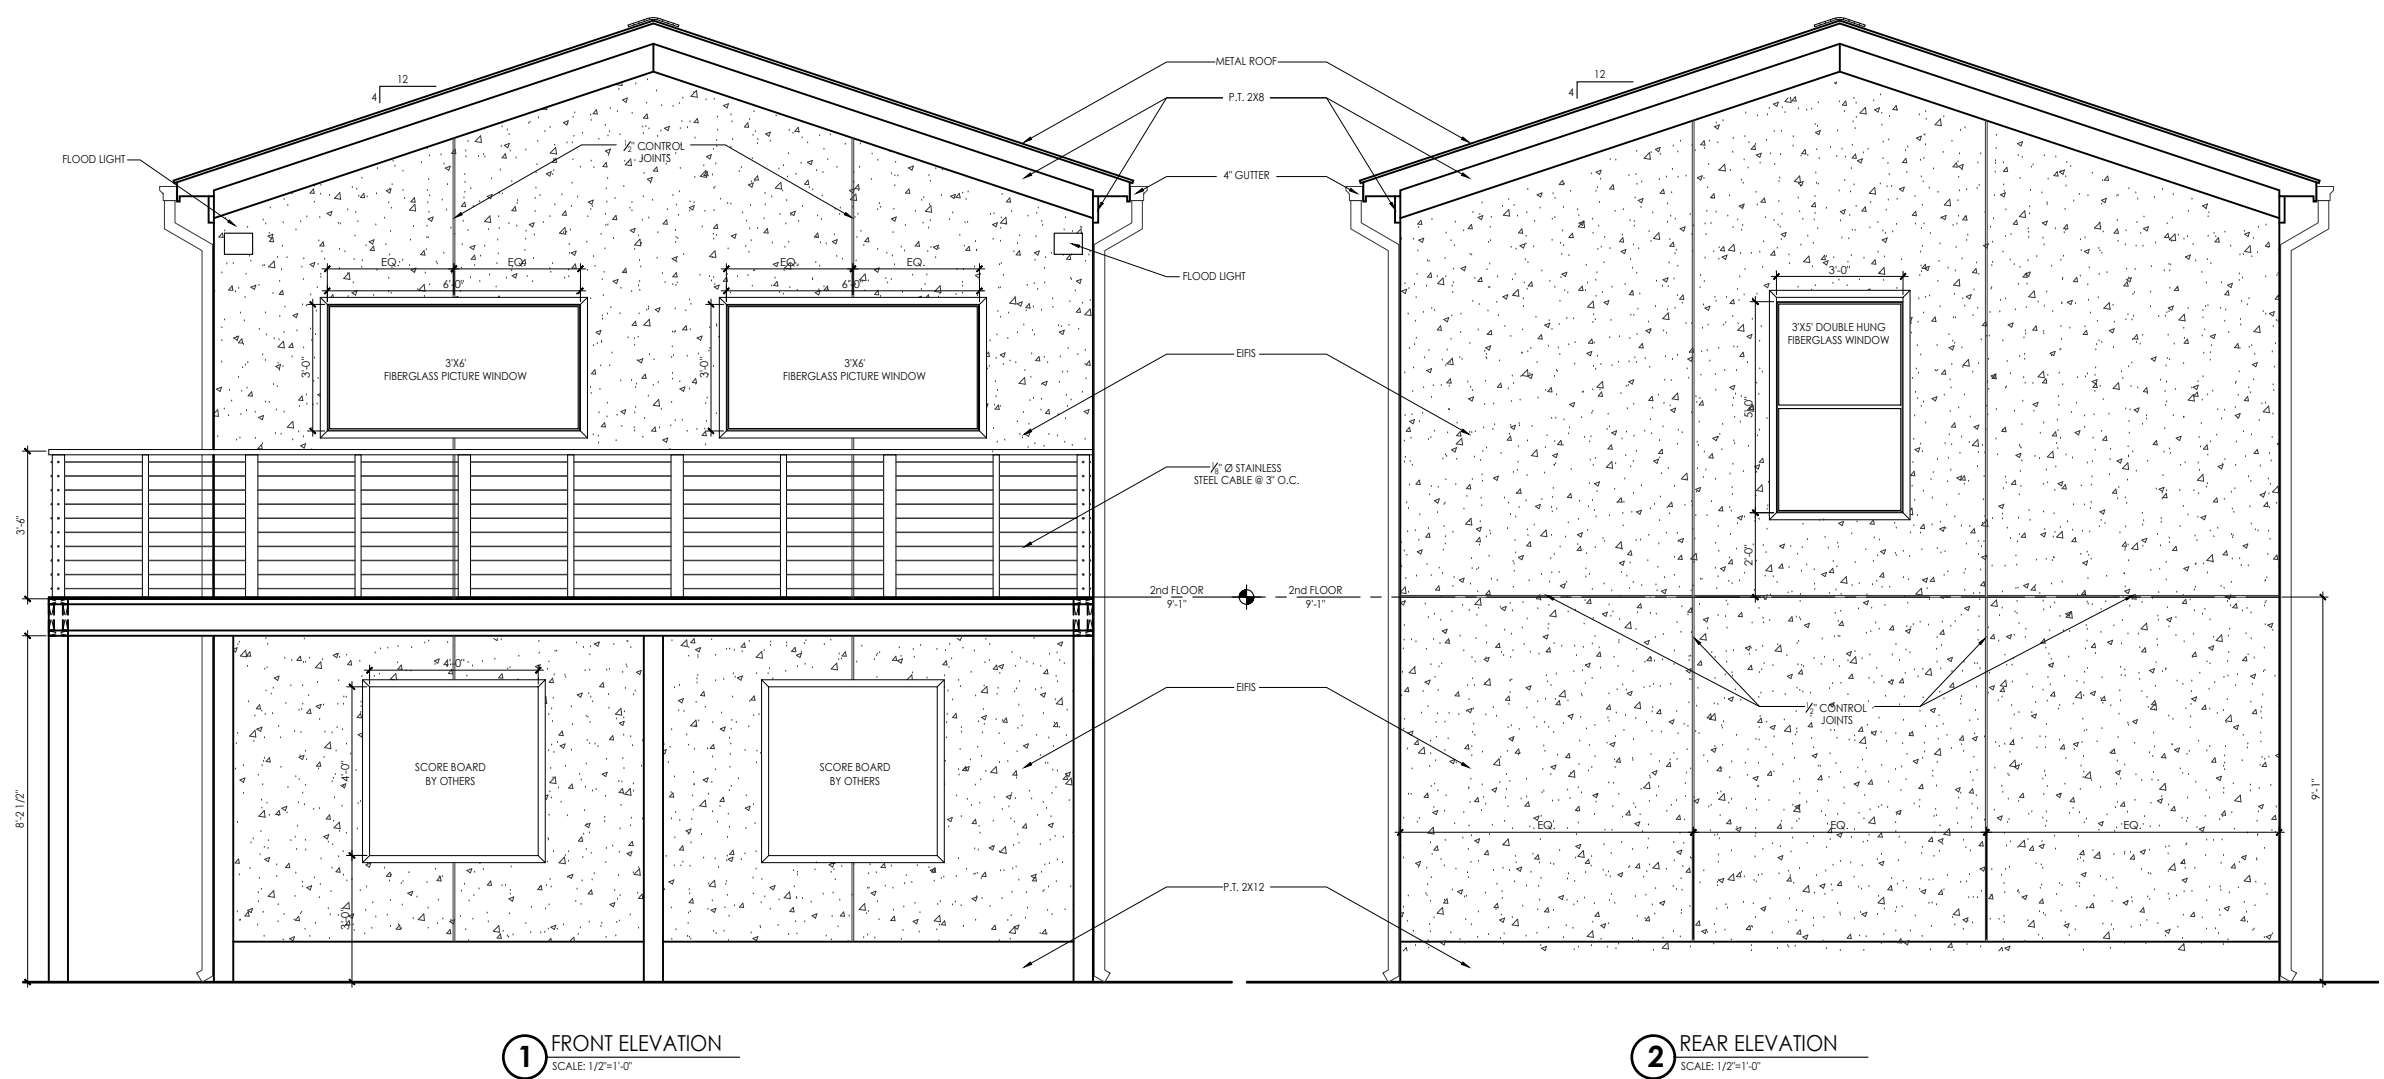 12
4
FLOOD LIGHT
½" CONTROL
JOINTS
EQ.
EQ.
6'-0"
EQ.
EQ.
6'-0"
3'-0"
3'X6'
FIBERGLASS PICTURE WINDOW
3'-0"
3'X6'
FIBERGLASS PICTURE WINDOW
3'-6"
8'-2 1/2"
4'-0"
4'-0"
3'-0"
SCORE BOARD
BY OTHERS
SCORE BOARD
BY OTHERS
METAL ROOF
P.T. 2X8
4" GUTTER
FLOOD LIGHT
EIFIS
⅛" Ø STAINLESS
STEEL CABLE @ 3" O.C.
2nd FLOOR
9'-1"
2nd FLOOR
9'-1"
EIFIS
P.T. 2X12
12
4
3'-0"
3'X5' DOUBLE HUNG
FIBERGLASS WINDOW
5'-0"
2'-0"
½" CONTROL
JOINTS
EQ.
EQ.
EQ.
9'-1"
1
FRONT ELEVATION
SCALE: 1/2"=1'-0"
2
REAR ELEVATION
SCALE: 1/2"=1'-0"